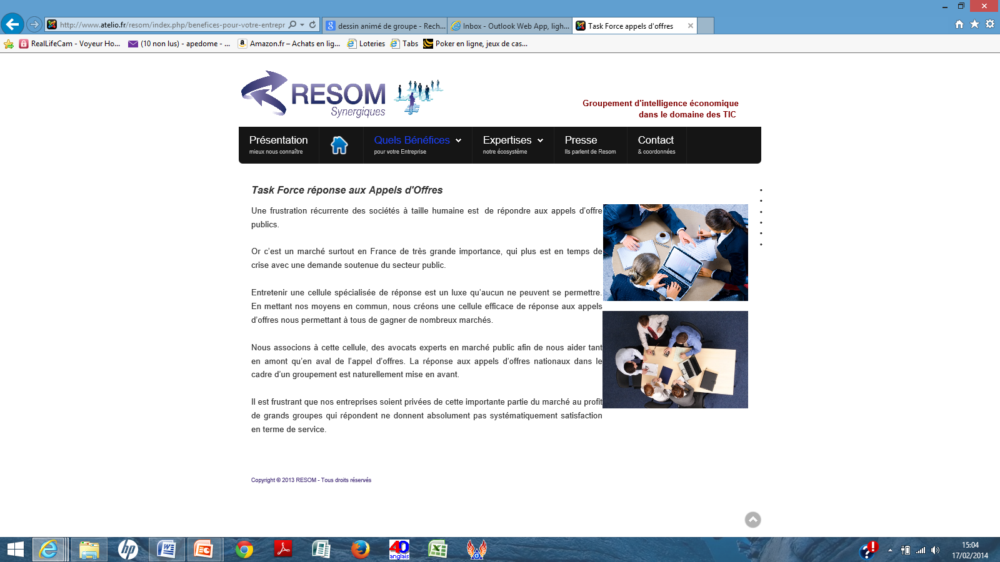 http://www.atelio.fr/resom/index.php/benefices-pour-votre-entrepr
dessin animé de groupe - Rech...
Inbox - Outlook Web App, ligh...
Task Force appels d'offres
RealLifeCam - Voyeur Ho...
(10 non lus) - apedome - ...
Amazon.fr – Achats en lig...
Loteries
Tabs
Poker en ligne, jeux de cas...
RESOM
Synergiques
Groupement d'intelligence économique
dans le domaine des TIC
Présentation
mieux nous connaître
Quels Bénéfices
pour votre Entreprise
Expertises
notre écosystème
Presse
Ils parlent de Resom
Contact
& coordonnées
Task Force réponse aux Appels d'Offres
Une frustration récurrente des sociétés à taille humaine est de répondre aux appels d’offre
publics.
Or c’est un marché surtout en France de très grande importance, qui plus est en temps de
crise avec une demande soutenue du secteur public.
Entretenir une cellule spécialisée de réponse est un luxe qu’aucun ne peuvent se permettre.
En mettant nos moyens en commun, nous créons une cellule efficace de réponse aux appels
d’offres nous permettant à tous de gagner de nombreux marchés.
Nous associons à cette cellule, des avocats experts en marché public afin de nous aider tant
en amont qu’en aval de l’appel d’offres. La réponse aux appels d’offres nationaux dans le
cadre d’un groupement est naturellement mise en avant.
Il est frustrant que nos entreprises soient privées de cette importante partie du marché au profit
de grands groupes qui répondent ne donnent absolument pas systématiquement satisfaction
en terme de service.
Copyright © 2013 RESOM - Tous droits réservés
40
anglais
15:04
17/02/2014